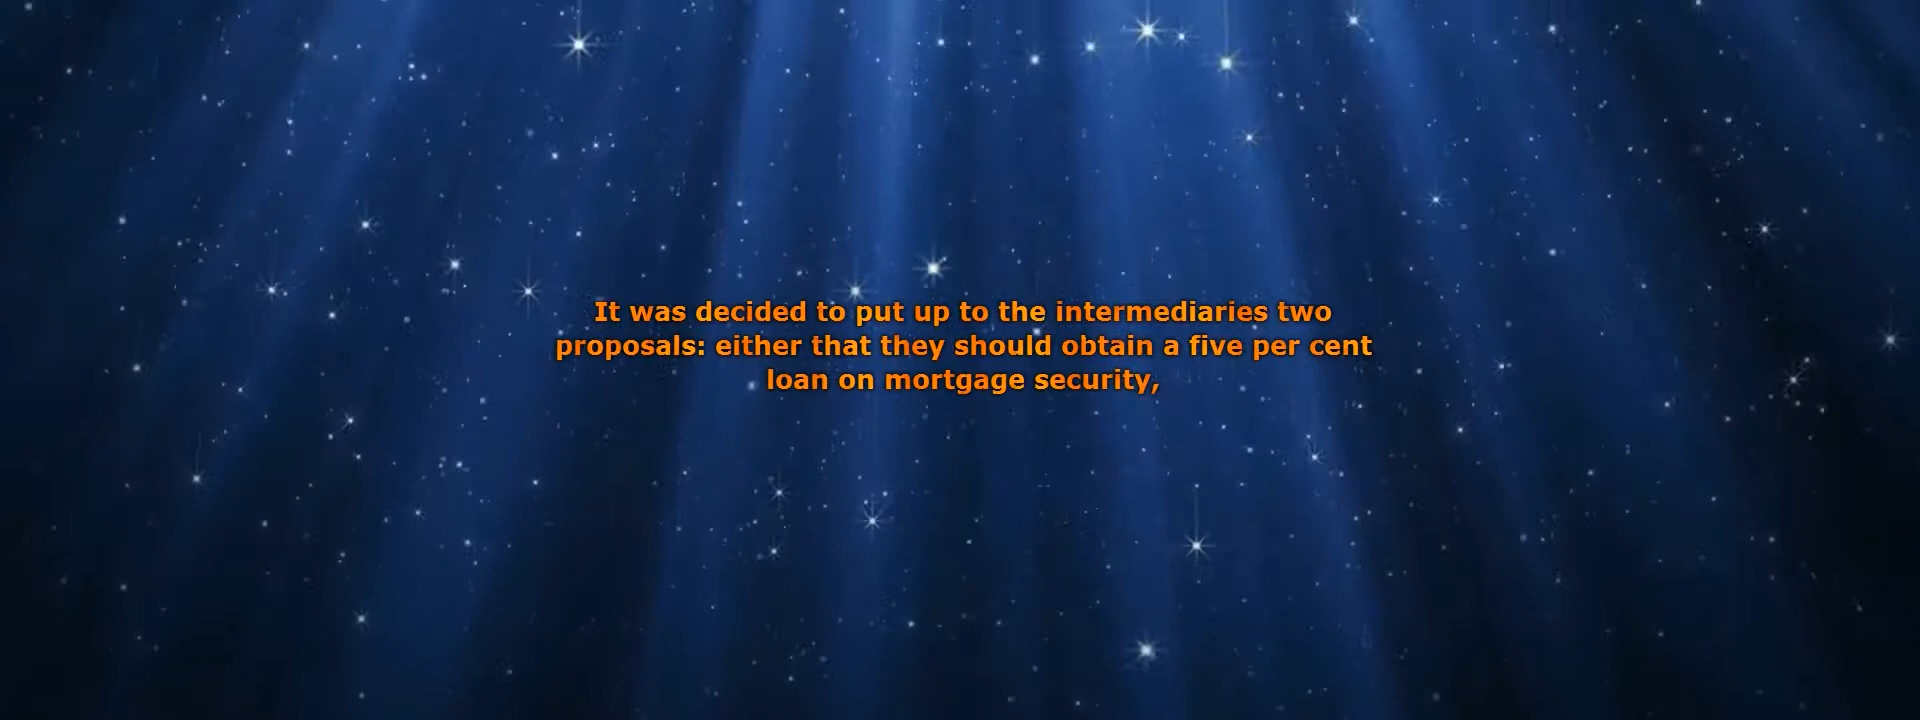 It was decided to put up to the intermediaries two
proposals: either that they should obtain a five per cent
loan on mortgage security,